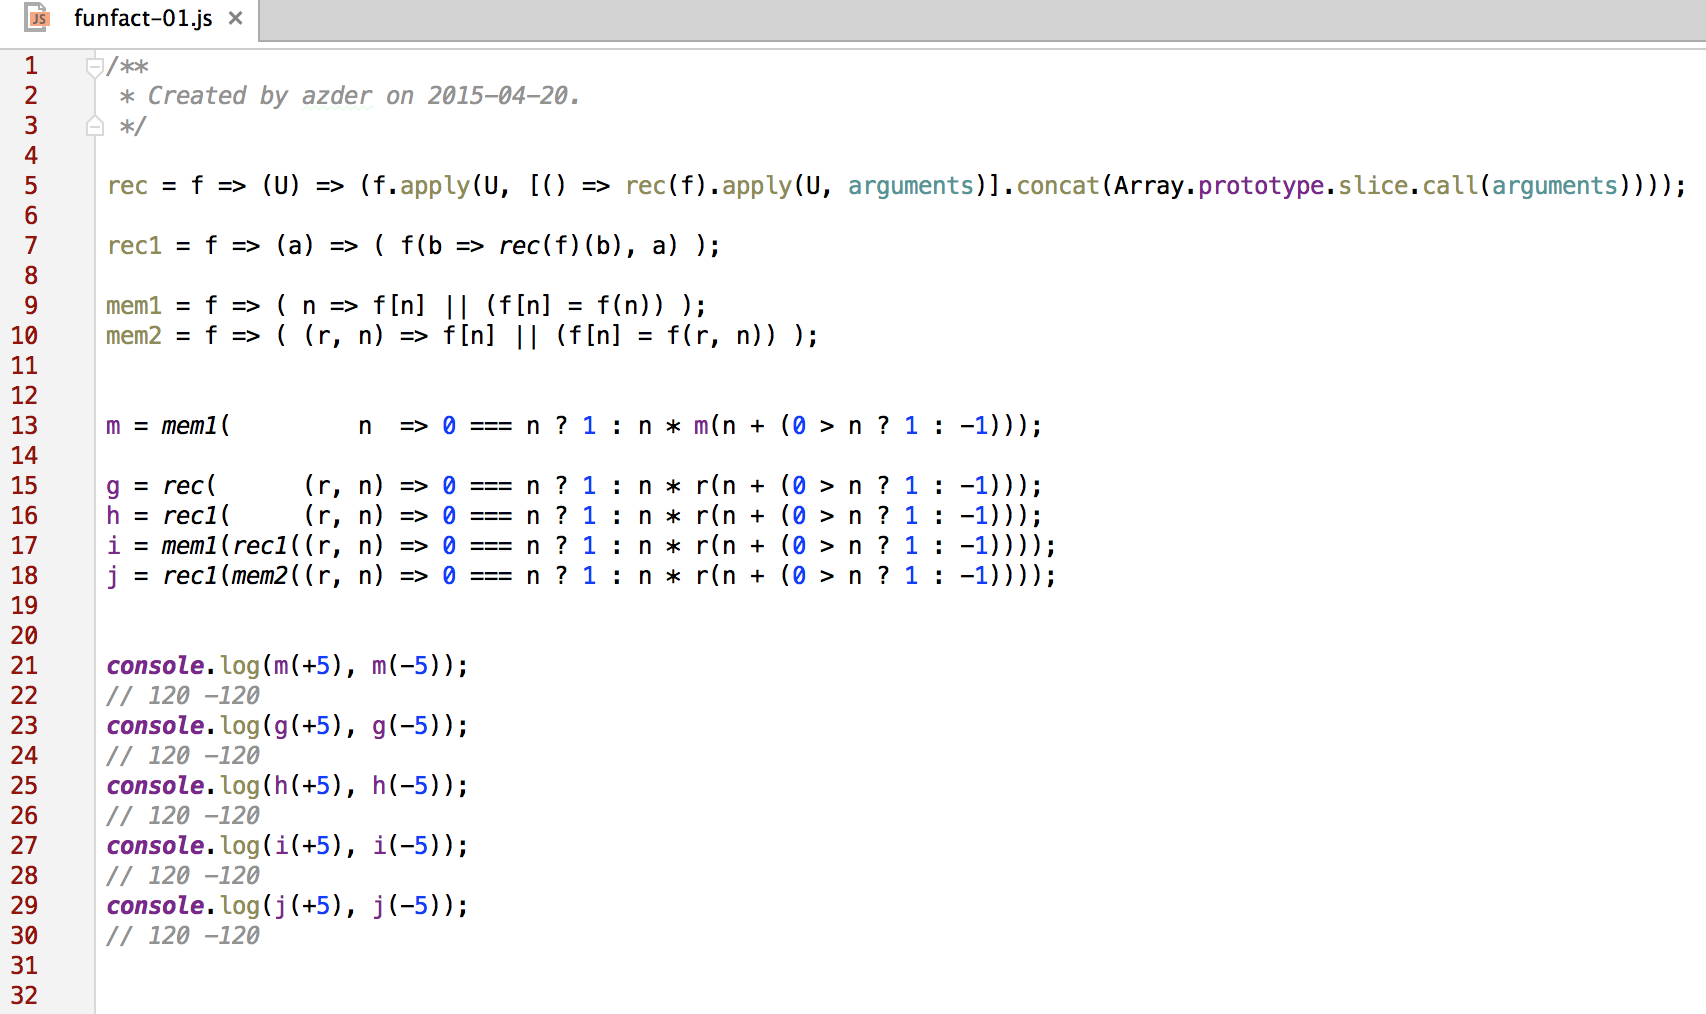 JS funfact-01.js ×
1 /**
2  * Created by azder on 2015-04-20.
3  */
4
5 rec = f => (U) => (f.apply(U, [() => rec(f).apply(U, arguments)].concat(Array.prototype.slice.call(arguments))));
6
7 rec1 = f => (a) => ( f(b => rec(f)(b), a) );
8
9 mem1 = f => ( n => f[n] || (f[n] = f(n)) );
10 mem2 = f => ( (r, n) => f[n] || (f[n] = f(r, n)) );
11
12
13 m = mem1(         n  => 0 === n ? 1 : n * m(n + (0 > n ? 1 : -1)));
14
15 g = rec(      (r, n) => 0 === n ? 1 : n * r(n + (0 > n ? 1 : -1)));
16 h = rec1(     (r, n) => 0 === n ? 1 : n * r(n + (0 > n ? 1 : -1)));
17 i = mem1(rec1((r, n) => 0 === n ? 1 : n * r(n + (0 > n ? 1 : -1))));
18 j = rec1(mem2((r, n) => 0 === n ? 1 : n * r(n + (0 > n ? 1 : -1))));
19
20
21 console.log(m(+5), m(-5));
22 // 120 -120
23 console.log(g(+5), g(-5));
24 // 120 -120
25 console.log(h(+5), h(-5));
26 // 120 -120
27 console.log(i(+5), i(-5));
28 // 120 -120
29 console.log(j(+5), j(-5));
30 // 120 -120
31
32